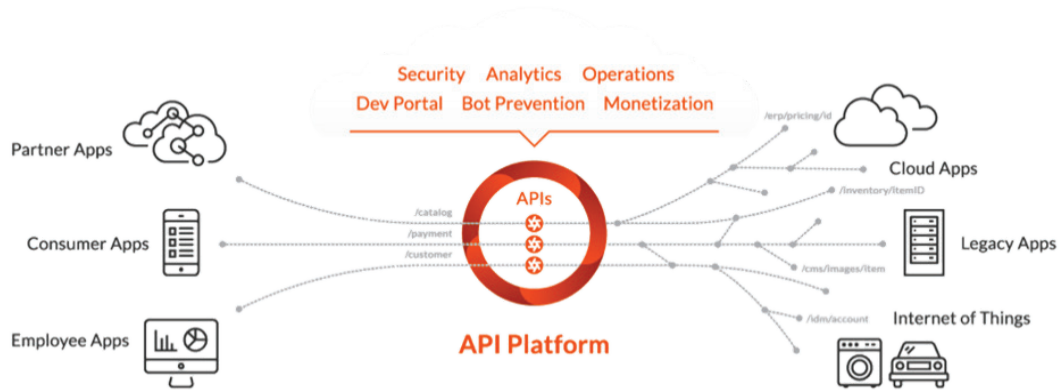 Security Analytics Operations
Dev Portal Bot Prevention Monetization
Partner Apps
Consumer Apps
Employee Apps
/catalog
/payment
/customer
APIs
API Platform
/erp/pricing/id
Cloud Apps
/inventory/itemID
Legacy Apps
/cms/images/item
/idm/account
Internet of Things